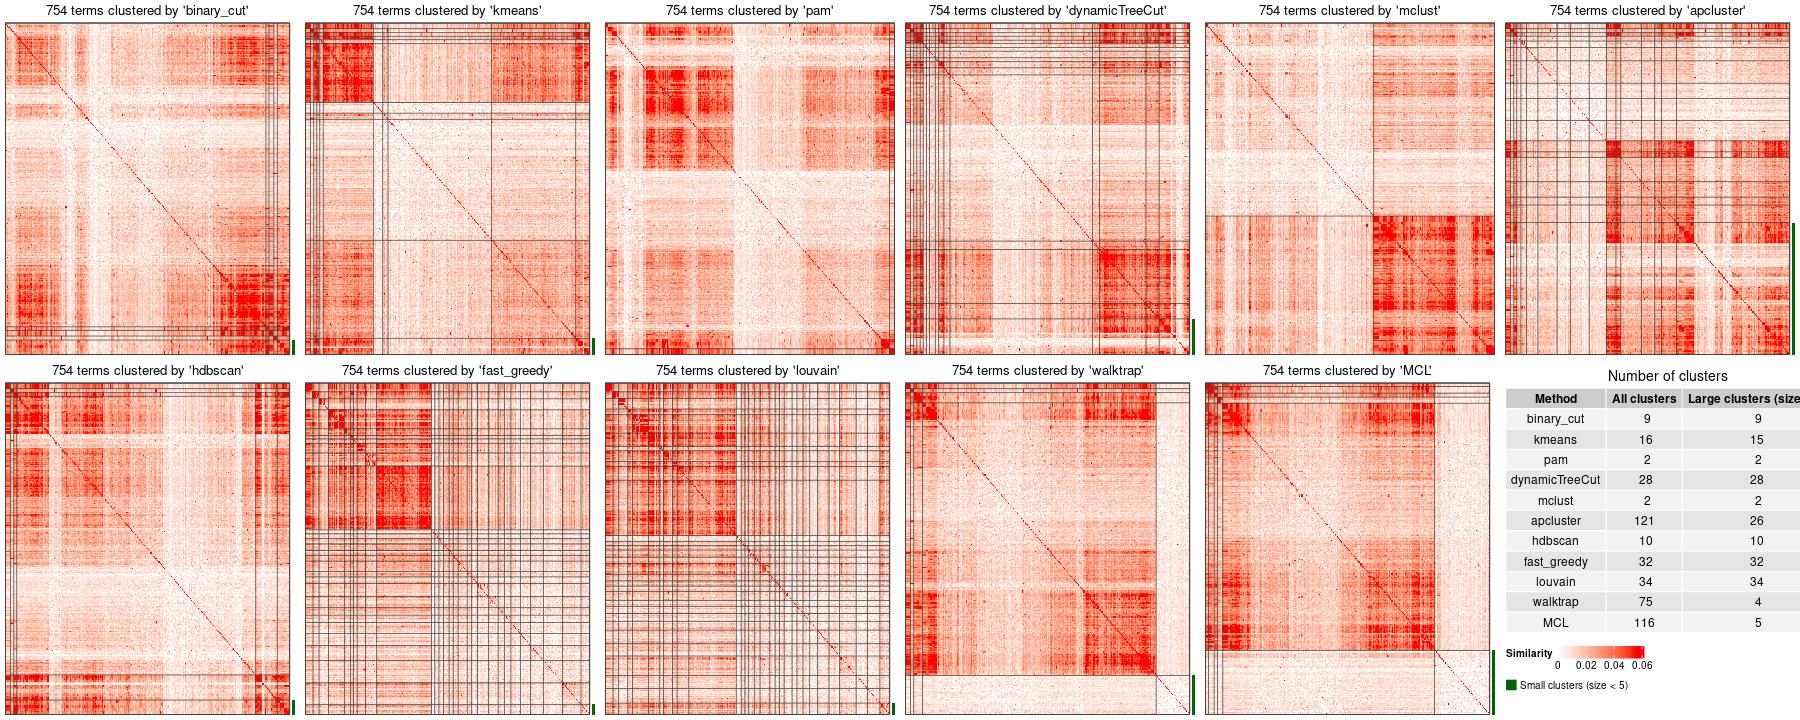 754 terms clustered by 'binary_cut'
754 terms clustered by 'kmeans'
754 terms clustered by 'pam'
754 terms clustered by 'dynamicTreeCut'
754 terms clustered by 'mclust'
754 terms clustered by 'apcluster'
754 terms clustered by 'hdbscan'
754 terms clustered by 'fast_greedy'
754 terms clustered by 'louvain'
754 terms clustered by 'walktrap'
754 terms clustered by 'MCL'
Number of clusters
Method All clusters Large clusters (size
binary_cut 9 9
kmeans 16 15
pam 2 2
dynamicTreeCut 28 28
mclust 2 2
apcluster 121 26
hdbscan 10 10
fast_greedy 32 32
louvain 34 34
walktrap 75 4
MCL 116 5
Similarity
0 0.02 0.04 0.06
Small clusters (size < 5)